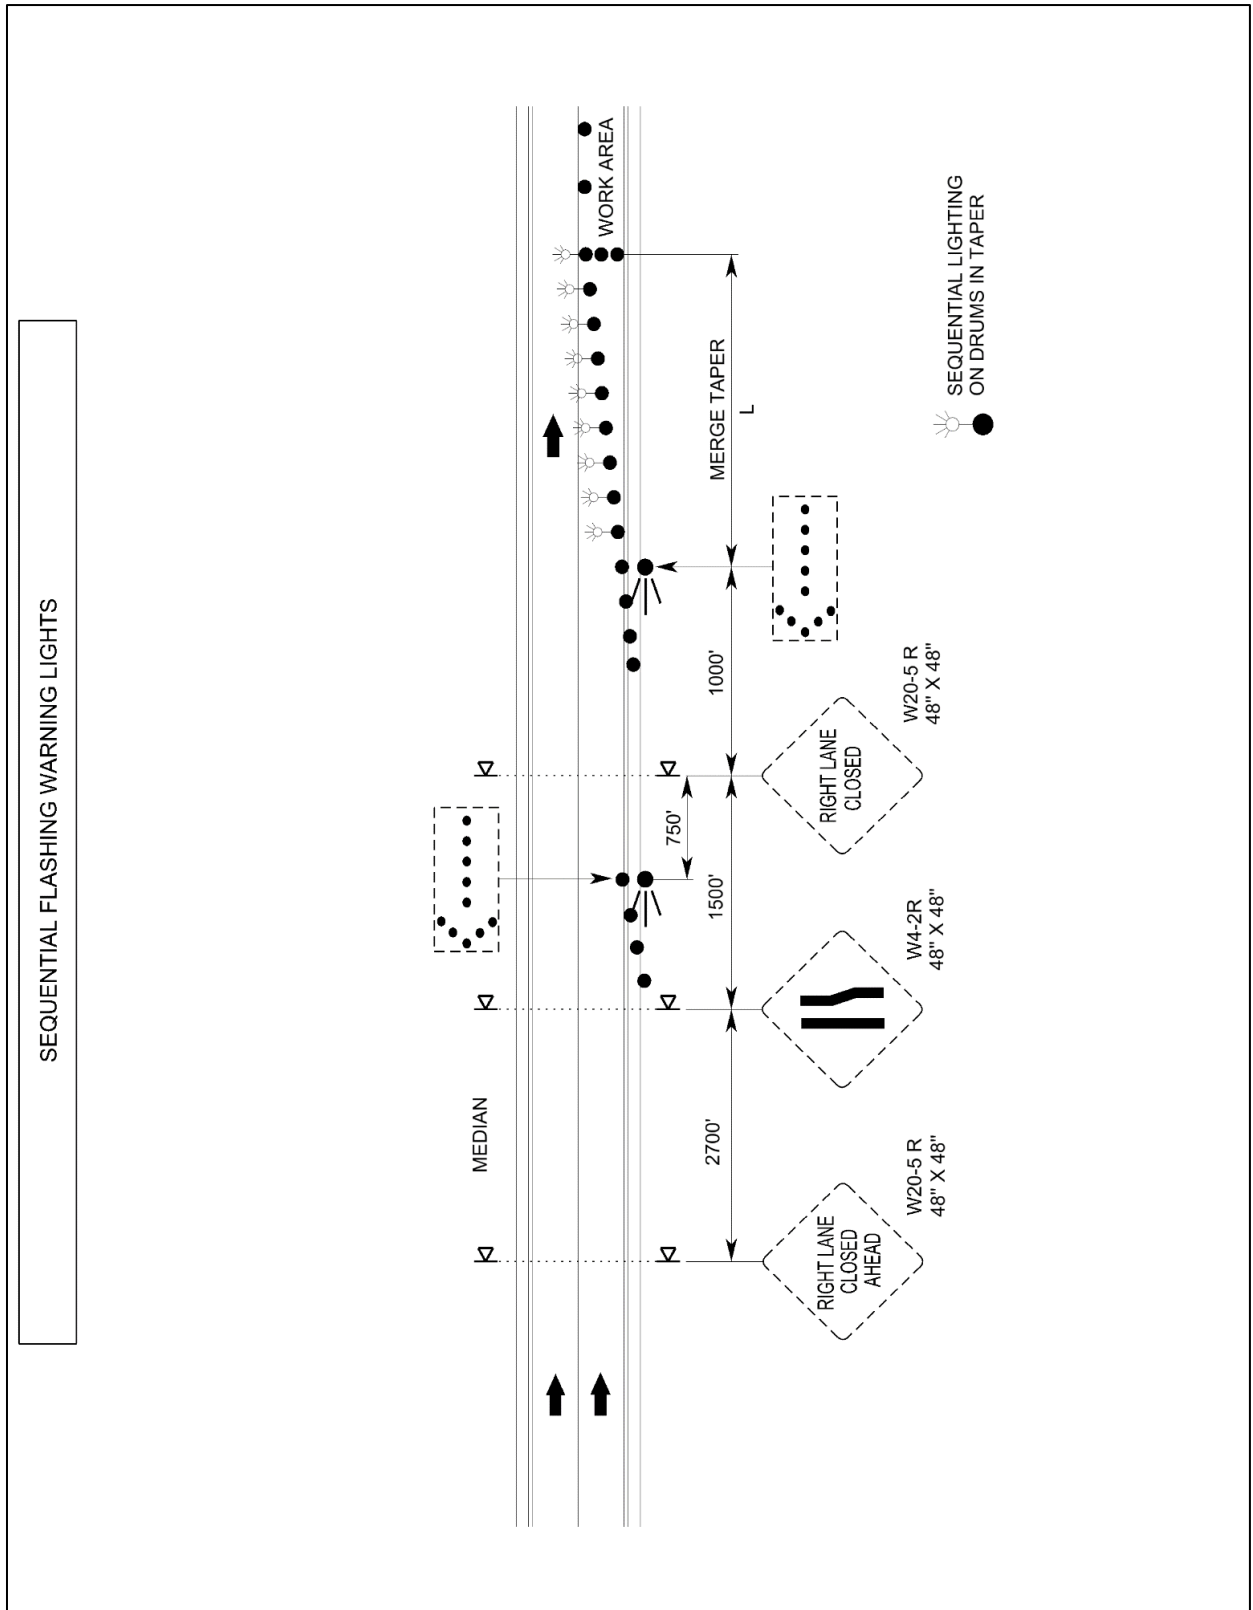 SEQUENTIAL FLASHING WARNING LIGHTS
MEDIAN
WORK AREA
MERGE TAPER
L
1000'
750'
1500'
2700'
RIGHT LANE
CLOSED
AHEAD
W20-5 R
48" X 48"
W4-2R
48" X 48"
RIGHT LANE
CLOSED
W20-5 R
48" X 48"
SEQUENTIAL LIGHTING
ON DRUMS IN TAPER